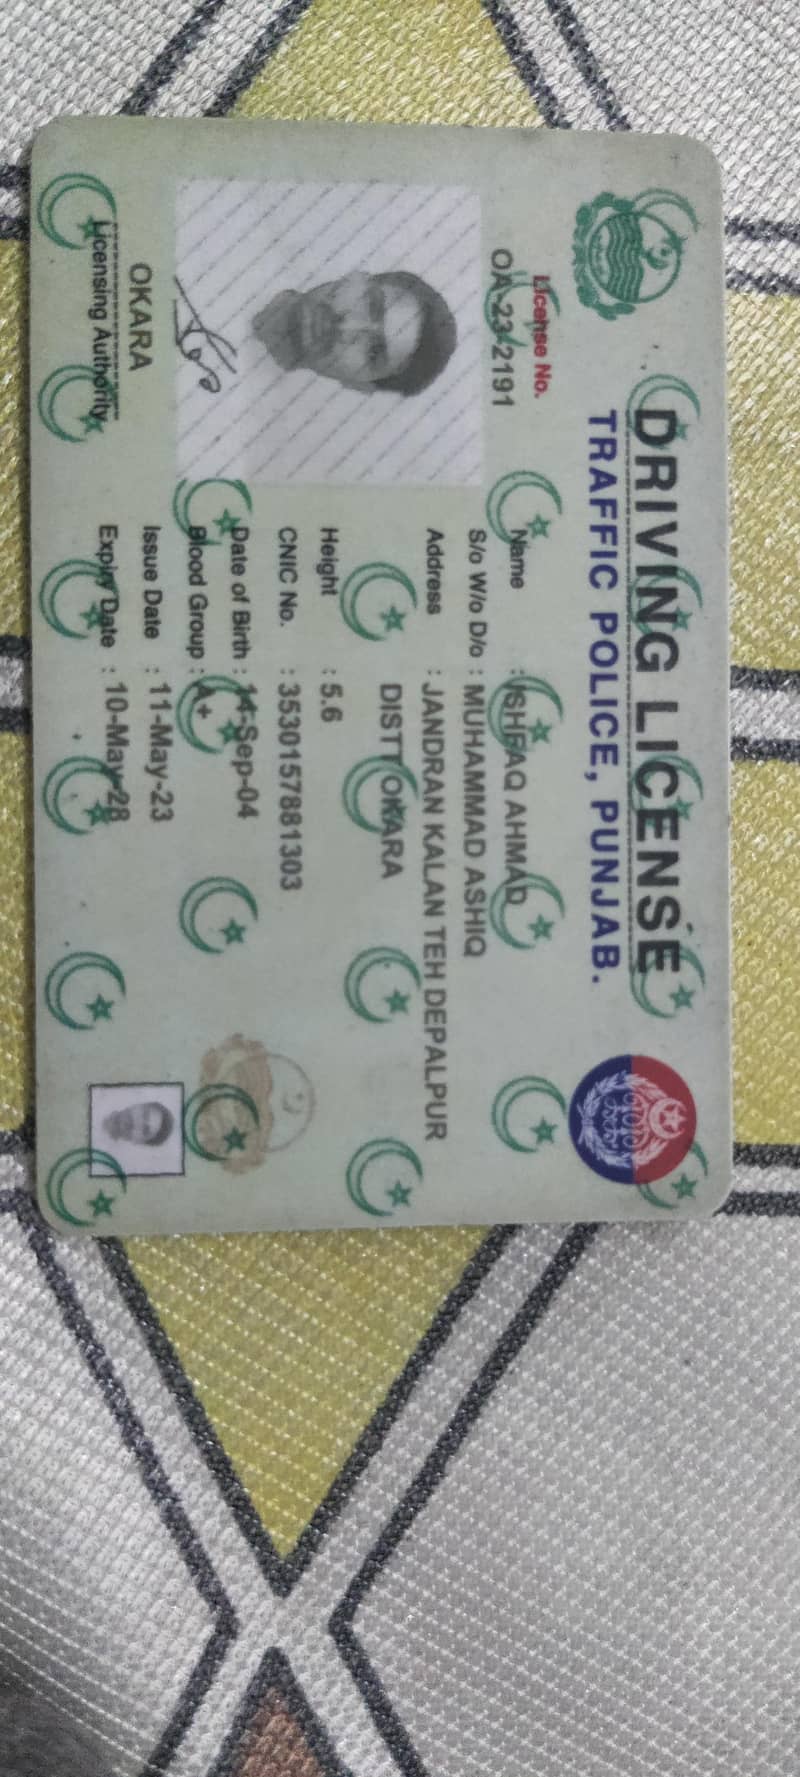 DRIVING LICENSE
TRAFFIC POLICE, PUNJAB.
License No.
OA-23-2191
Name : ISHFAQ AHMAD
S/o W/o D/o : MUHAMMAD ASHIQ
Address : JANDRAN KALAN TEH DEPALPUR
DISTT OKARA
Height : 5.6
CNIC No. : 3530157881303
Date of Birth : 14-Sep-04
Blood Group : A+
Issue Date : 11-May-23
Expiry Date : 10-May-28
OKARA
Licensing Authority